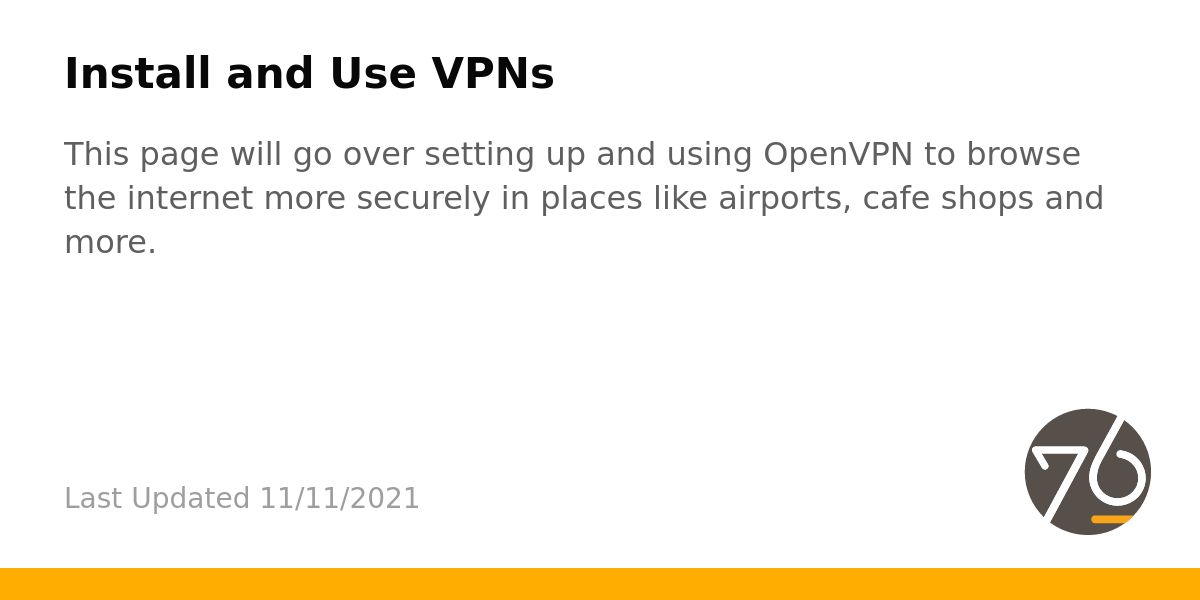 Install and Use VPNs
This page will go over setting up and using OpenVPN to browse
the internet more securely in places like airports, cafe shops and
more.
Last Updated 11/11/2021
76